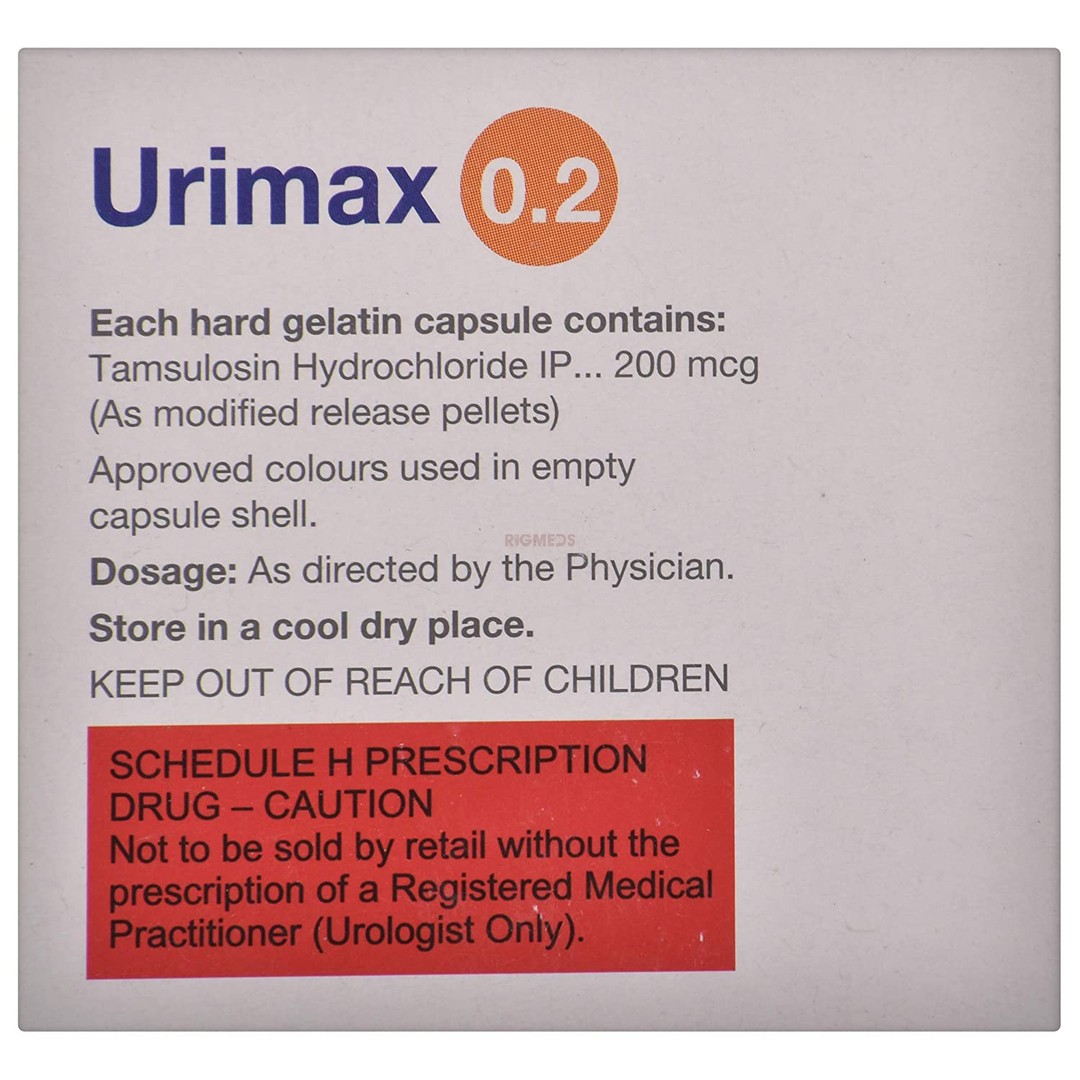 Urimax 0.2
Each hard gelatin capsule contains:
Tamsulosin Hydrochloride IP... 200 mcg
(As modified release pellets)
Approved colours used in empty
capsule shell.
RIGMEDS
Dosage: As directed by the Physician.
Store in a cool dry place.
KEEP OUT OF REACH OF CHILDREN
SCHEDULE H PRESCRIPTION
DRUG – CAUTION
Not to be sold by retail without the
prescription of a Registered Medical
Practitioner (Urologist Only).